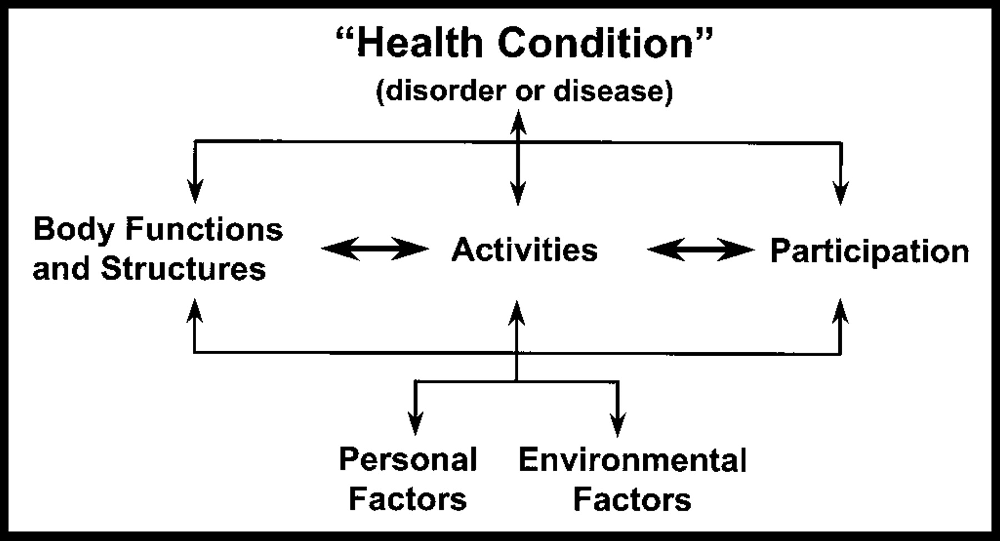 “Health Condition”
(disorder or disease)
Body Functions
and Structures
Activities
Participation
Personal
Factors
Environmental
Factors